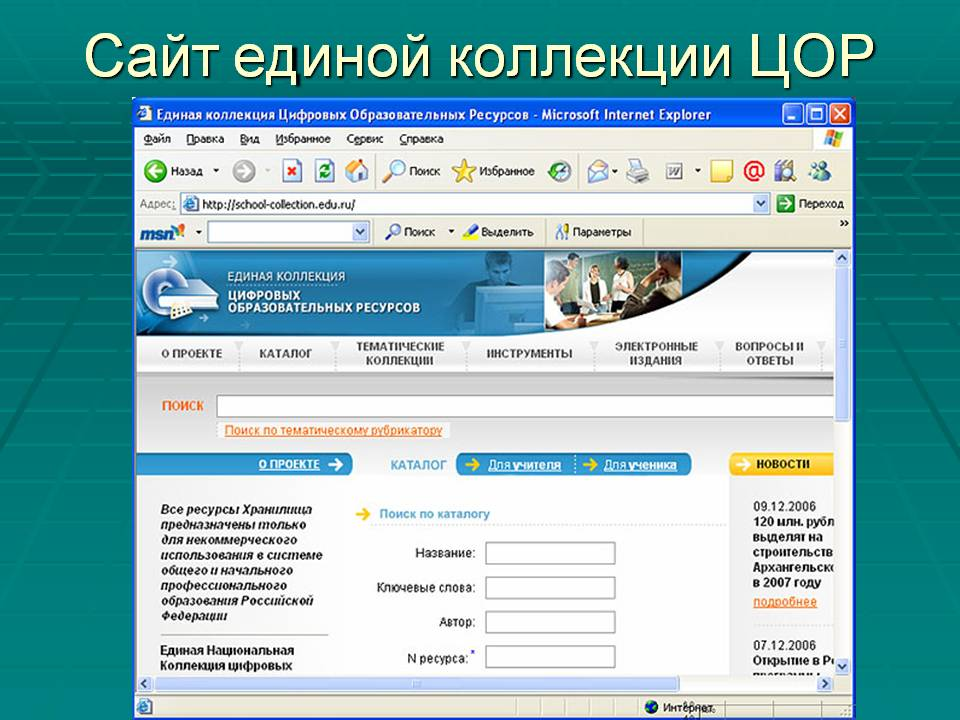 Сайт единой коллекции ЦОР
Единая коллекция Цифровых Образовательных Ресурсов - Microsoft Internet Explorer
Файл Правка Вид Избранное Сервис Справка
Назад Поиск Избранное
Адрес: http://school-collection.edu.ru/ Переход
msn Поиск Выделить Параметры
ЕДИНАЯ КОЛЛЕКЦИЯ
ЦИФРОВЫХ
ОБРАЗОВАТЕЛЬНЫХ РЕСУРСОВ
О ПРОЕКТЕ
КАТАЛОГ
ТЕМАТИЧЕСКИЕ
КОЛЛЕКЦИИ
ИНСТРУМЕНТЫ
ЭЛЕКТРОННЫЕ
ИЗДАНИЯ
ВОПРОСЫ И
ОТВЕТЫ
ПОИСК
Поиск по тематическому рубрикатору
О ПРОЕКТЕ
Все ресурсы Хранилища
предназначены только
для некоммерческого
использования в системе
общего и начального
профессионального
образования Российской
Федерации
Единая Национальная
Коллекция цифровых
КАТАЛОГ Для учителя Для ученика
Поиск по каталогу
Название:
Ключевые слова:
Автор:
N ресурса:*
НОВОСТИ
09.12.2006
120 млн. рубл
выделят на
строительств
Архангельско
в 2007 году
подробнее
07.12.2006
Открытие в Ро
Интернет